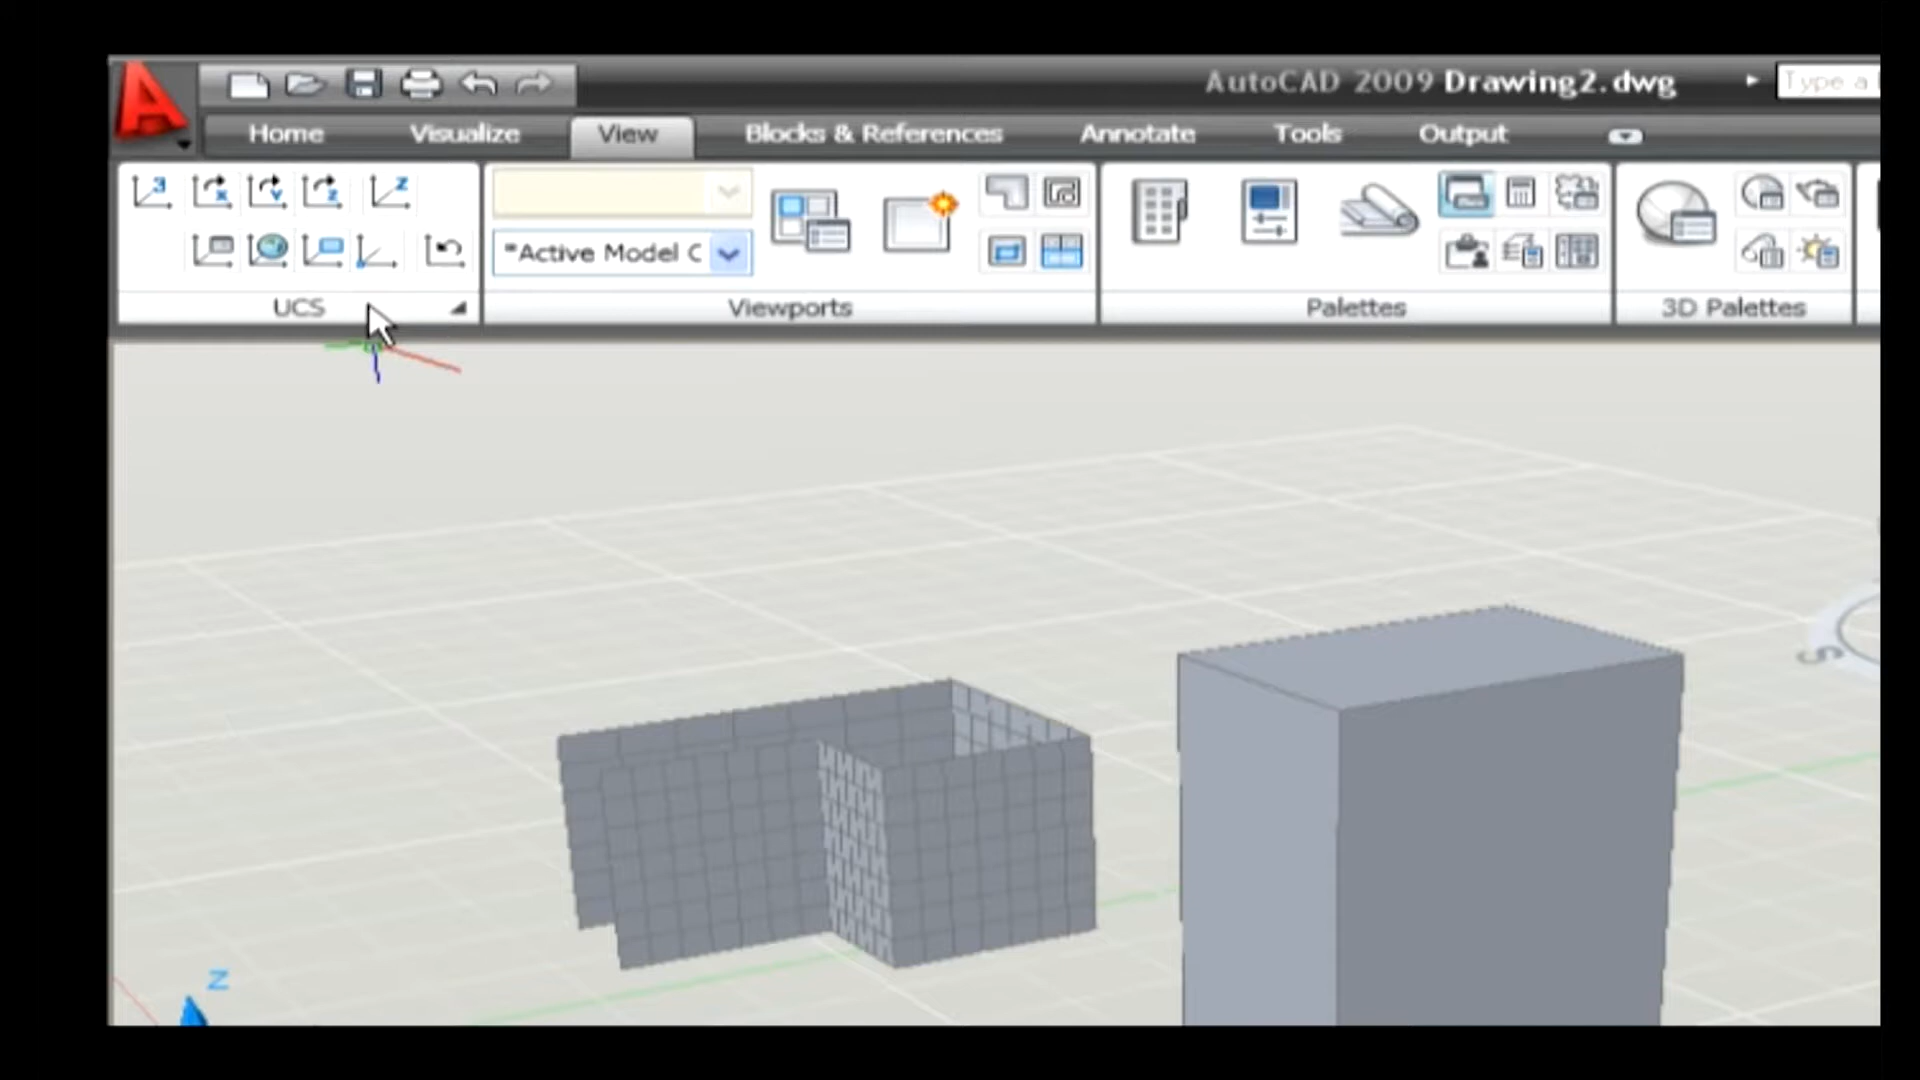 AutoCAD 2009 Drawing2.dwg
Type a
Home Visualize View Blocks & References Annotate Tools Output
"Active Model C
UCS Viewports Palettes 3D Palettes
S
Z